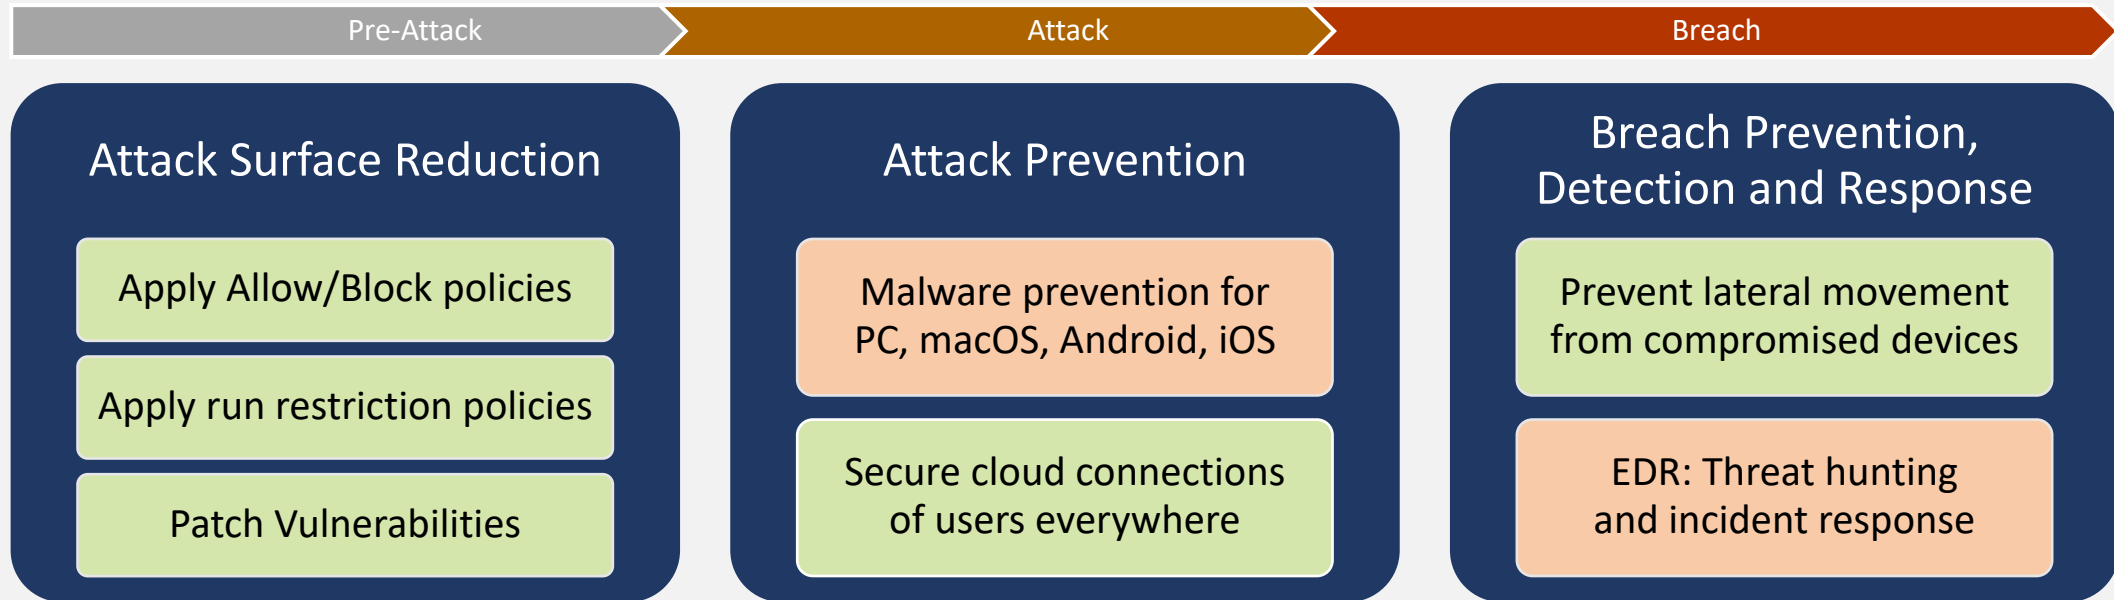 Pre-Attack
Attack
Breach
Attack Surface Reduction
Apply Allow/Block policies
Apply run restriction policies
Patch Vulnerabilities
Attack Prevention
Malware prevention for
PC, macOS, Android, iOS
Secure cloud connections
of users everywhere
Breach Prevention,
Detection and Response
Prevent lateral movement
from compromised devices
EDR: Threat hunting
and incident response